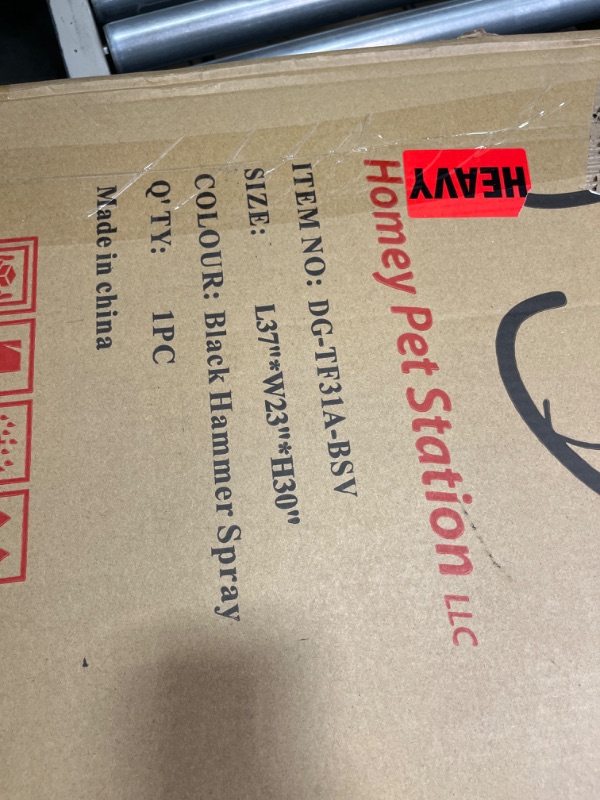 HEAVY
Homey Pet Station LLC
ITEM NO: DG-TF31A-BSV
SIZE: L37"*W23"*H30"
COLOUR: Black Hammer Spray
Q'TY: 1PC
Made in china